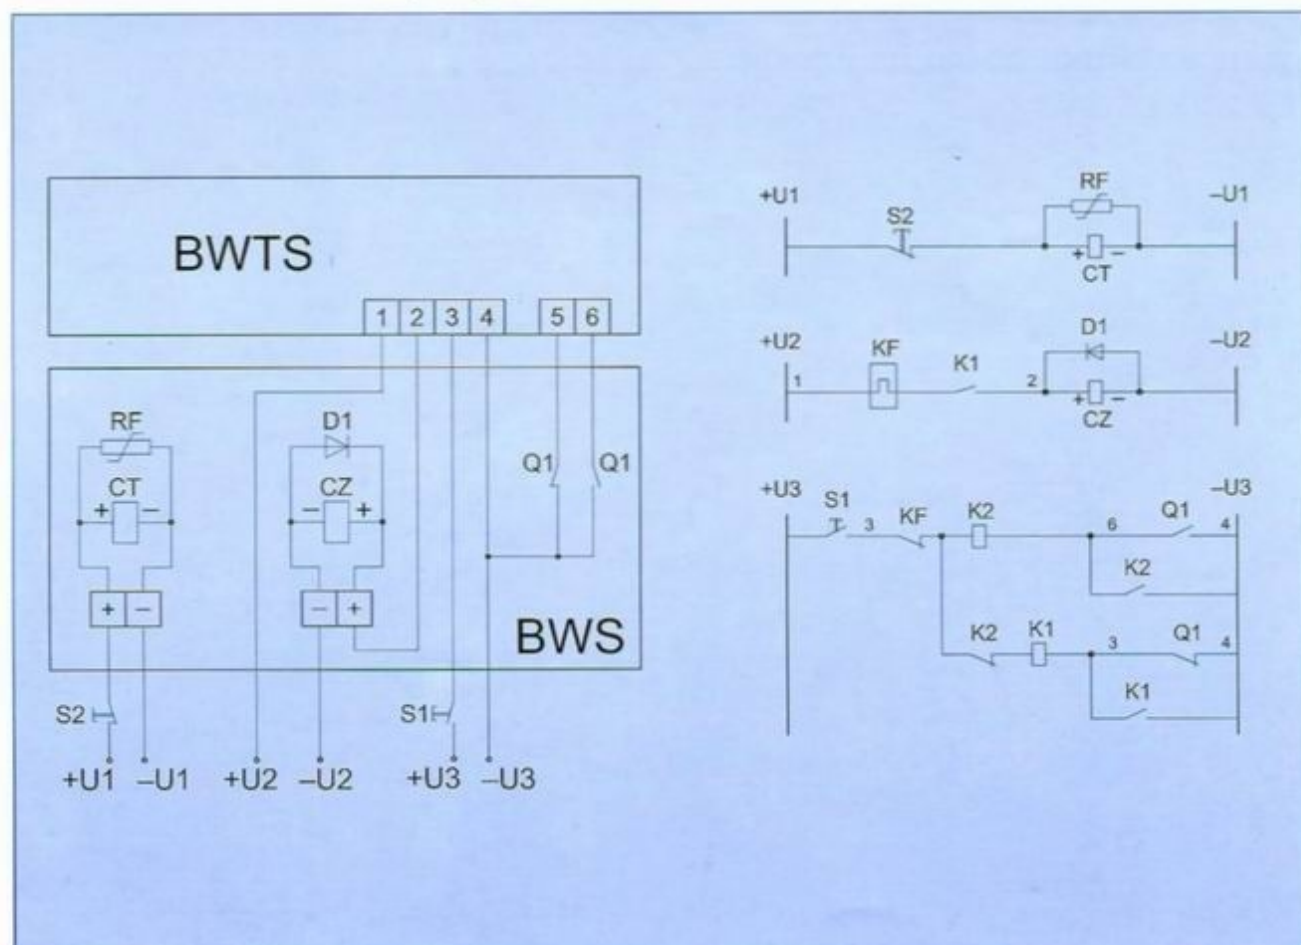 BWTS
1 2 3 4 5 6
RF
D1
CT
+ –
CZ
– +
Q1 Q1
+ –
– +
BWS
S2
S1
+U1 –U1 +U2 –U2 +U3 –U3
+U1
RF
–U1
S2
+ –
CT
+U2
D1
–U2
KF
K1
1
2
+ –
CZ
+U3
–U3
S1
3
KF
K2
6
Q1
4
K2
K2
K1
3
Q1
4
K1